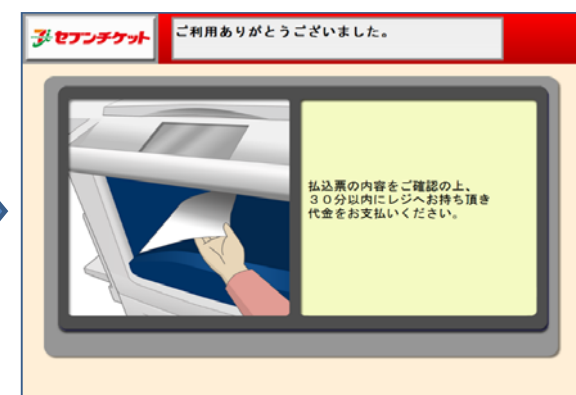 セブンチケット
ご利用ありがとうございました。
払込票の内容をご確認の上、
３０分以内にレジへお持ち頂き
代金をお支払いください。